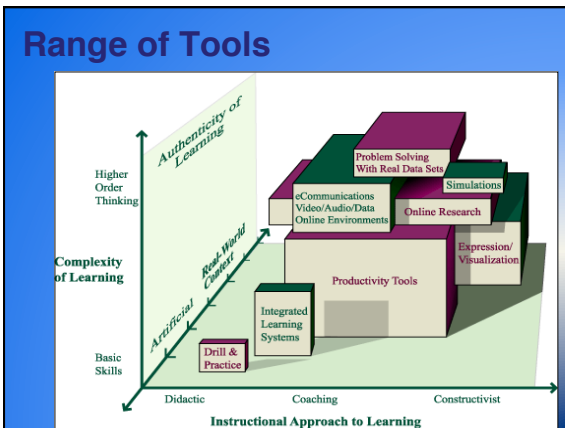 Range of Tools
Authenticity of
Learning
Higher
Order
Thinking
Problem Solving
With Real Data Sets
Simulations
eCommunications
Video/Audio/Data
Online Environments
Online Research
Real-World
Context
Complexity
of Learning
Expression/
Visualization
Productivity Tools
Artificial
Integrated
Learning
Systems
Basic
Skills
Drill &
Practice
Didactic
Coaching
Constructivist
Instructional Approach to Learning